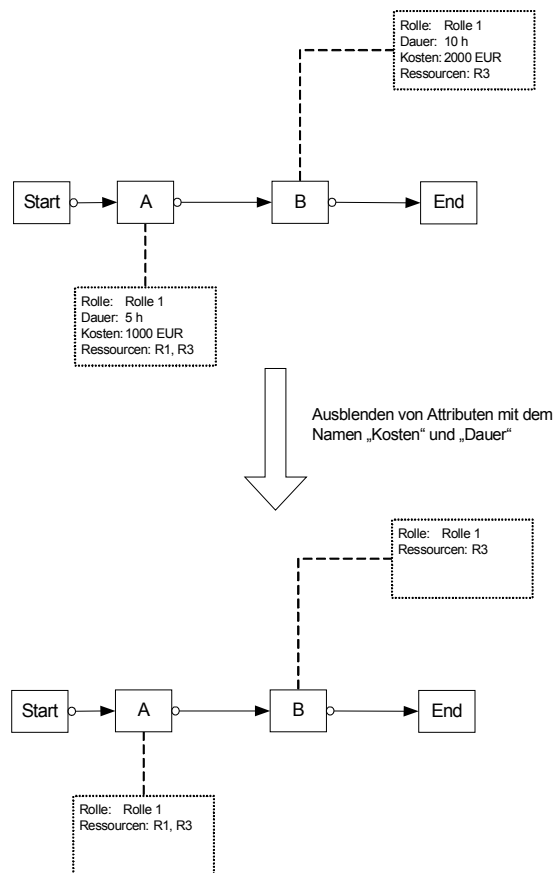 Rolle: Rolle 1
Dauer: 10 h
Kosten: 2000 EUR
Ressourcen: R3
Start
A
B
End
Rolle: Rolle 1
Dauer: 5 h
Kosten: 1000 EUR
Ressourcen: R1, R3
Ausblenden von Attributen mit dem
Namen „Kosten“ und „Dauer“
Rolle: Rolle 1
Ressourcen: R3
Start
A
B
End
Rolle: Rolle 1
Ressourcen: R1, R3